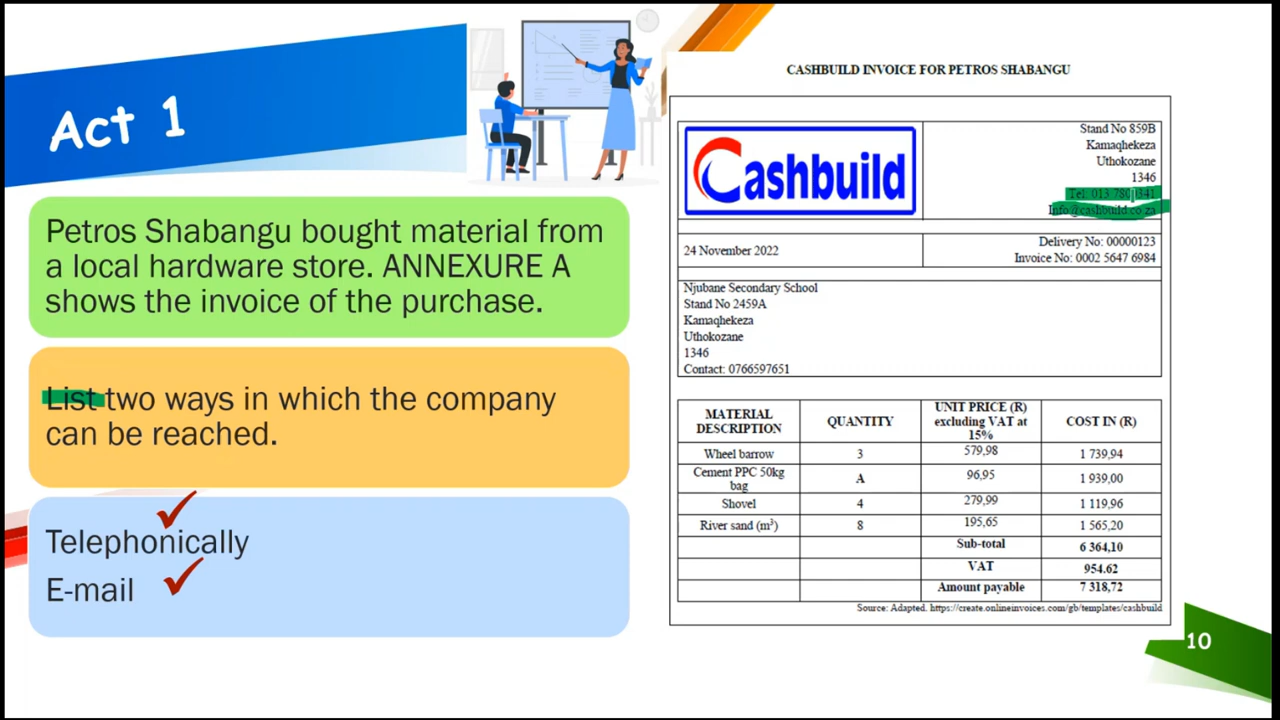 Act 1
Petros Shabangu bought material from
a local hardware store. ANNEXURE A
shows the invoice of the purchase.
List two ways in which the company
can be reached.
Telephonically
E-mail
CASHBUILD INVOICE FOR PETROS SHABANGU
Cashbuild
Stand No 859B
Kamaqhekeza
Uthokozane
1346
Tel: 013 780 0341
Info@cashbuild.co.za
24 November 2022
Delivery No: 00000123
Invoice No: 0002 5647 6984
Njubane Secondary School
Stand No 2459A
Kamaqhekeza
Uthokozane
1346
Contact: 0766597651
MATERIAL DESCRIPTION QUANTITY UNIT PRICE (R) excluding VAT at 15% COST IN (R)
Wheel barrow 3 579,98 1 739,94
Cement PPC 50kg bag A 96,95 1 939,00
Shovel 4 279,99 1 119,96
River sand (m³) 8 195,65 1 565,20
Sub-total 6 364,10
VAT 954.62
Amount payable 7 318,72
Source: Adapted. https://create.onlineinvoices.com/gb/templates/cashbuild
10